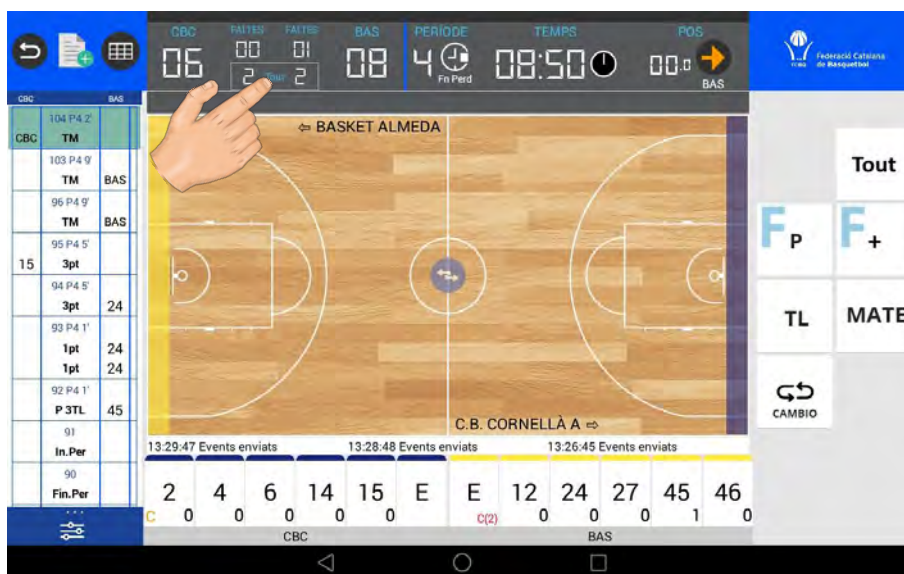 CBC FALTES FALTES BAS PERÍODE TEMPS POS
06 00 01 08 4 08:50 00.0
2 Tour 2
Fn Perd
BAS
FCBQ
Federació Catalana
de Basquetbol
CBC BAS
104 P4 2'
CBC TM
103 P4 9'
TM BAS
96 P4 9'
TM BAS
95 P4 5'
15 3pt
94 P4 5'
3pt 24
93 P4 1'
1pt 24
1pt 24
92 P4 1'
P 3TL 45
91
In.Per
90
Fin.Per
⇦ BASKET ALMEDA
C.B. CORNELLÀ A ⇨
13:29:47 Events enviats 13:28:48 Events enviats 13:26:45 Events enviats
2 4 6 14 15 E E 12 24 27 45 46
C 0 0 0 0 0 C(2) 0 0 0 1 0
CBC BAS
Tout
F P
F +
TL
MATE
CAMBIO